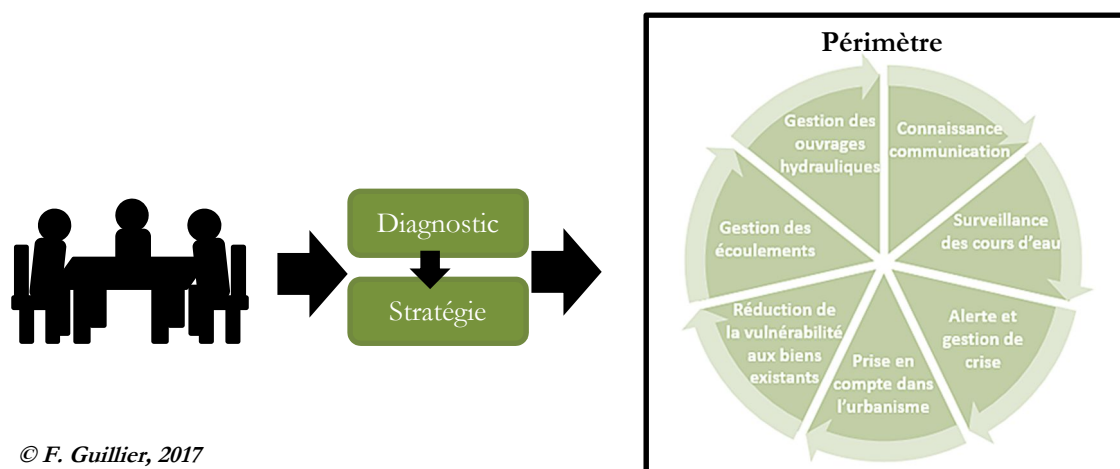 Périmètre
Gestion des
ouvrages
hydrauliques
Connaissance
communication
Surveillance
des cours d'eau
Alerte et
gestion de
crise
Prise en
compte dans
l'urbanisme
Réduction de
la vulnérabilité
aux biens
existants
Gestion des
écoulements
Diagnostic
Stratégie
© F. Guillier, 2017